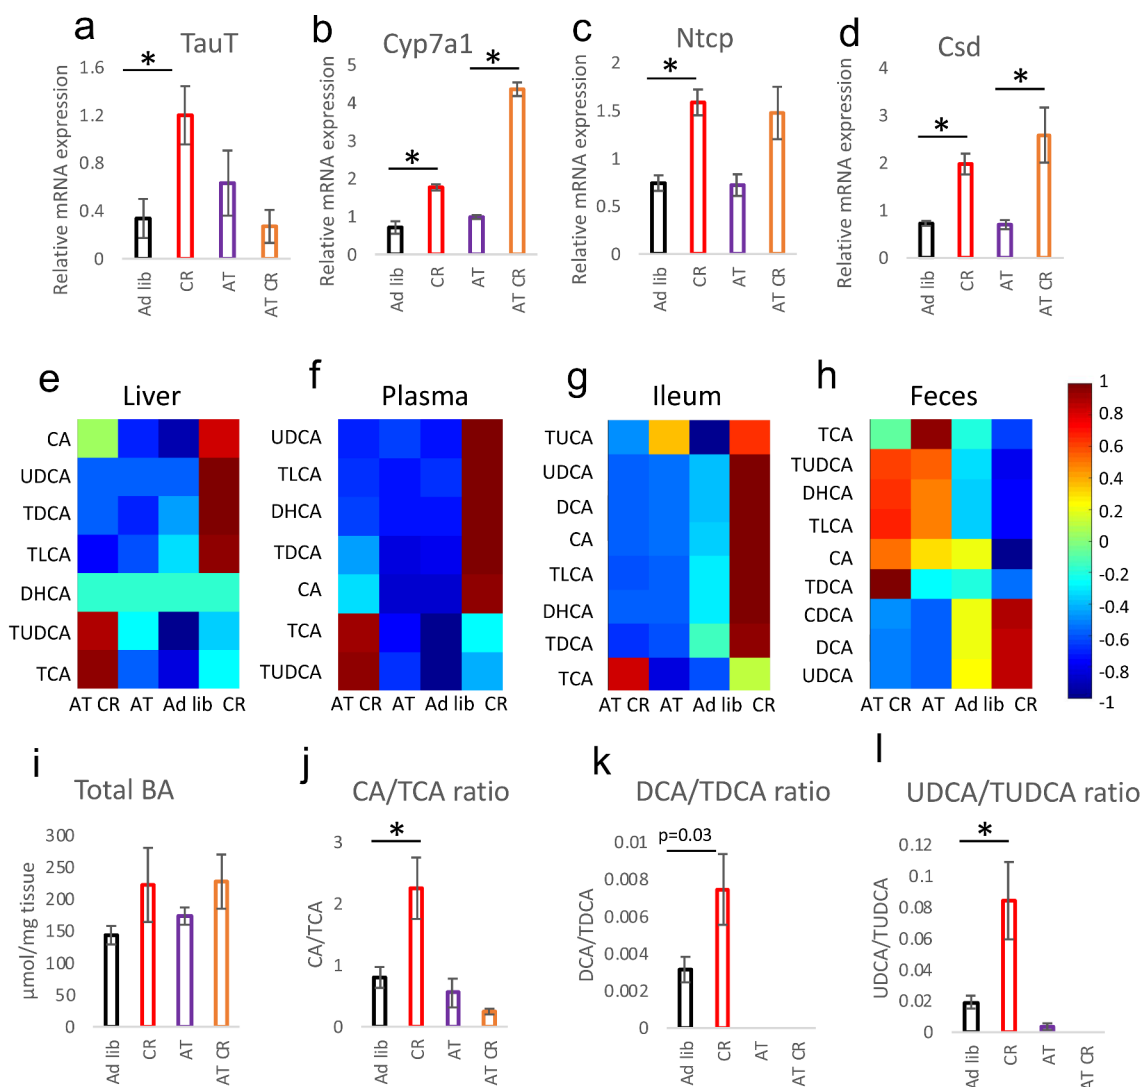 a
TauT
Relative mRNA expression
1.6
1.2
0.8
0.4
0
*
Ad lib
CR
AT
AT CR
b
Cyp7a1
Relative mRNA expression
5
4
3
2
1
0
*
*
Ad lib
CR
AT
AT CR
c
Ntcp
Relative mRNA expression
2
1.5
1
0.5
0
*
Ad lib
CR
AT
AT CR
d
Csd
Relative mRNA expression
4
3
2
1
0
*
*
Ad lib
CR
AT
AT CR
e
Liver
CA
UDCA
TDCA
TLCA
DHCA
TUDCA
TCA
AT CR AT Ad lib CR
f
Plasma
UDCA
TLCA
DHCA
TDCA
CA
TCA
TUDCA
AT CR AT Ad lib CR
g
Ileum
TUCA
UDCA
DCA
CA
TLCA
DHCA
TDCA
TCA
AT CR AT Ad lib CR
h
Feces
TCA
TUDCA
DHCA
TLCA
CA
TDCA
CDCA
DCA
UDCA
AT CR AT Ad lib CR
1
0.8
0.6
0.4
0.2
0
-0.2
-0.4
-0.6
-0.8
-1
i
Total BA
µmol/mg tissue
300
250
200
150
100
50
0
Ad lib
CR
AT
AT CR
j
CA/TCA ratio
CA/TCA
3
2
1
0
*
Ad lib
CR
AT
AT CR
k
DCA/TDCA ratio
DCA/TDCA
0.01
0.008
0.006
0.004
0.002
0
p=0.03
Ad lib
CR
AT
AT CR
l
UDCA/TUDCA ratio
UDCA/TUDCA
0.12
0.1
0.08
0.06
0.04
0.02
0
*
Ad lib
CR
AT
AT CR